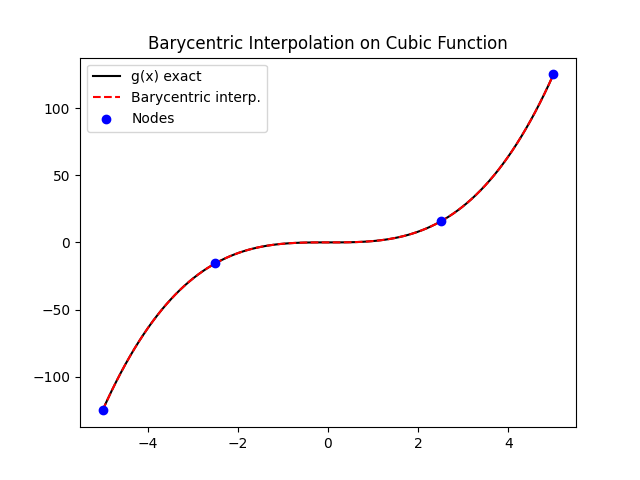 Barycentric Interpolation on Cubic Function
g(x) exact
Barycentric interp.
Nodes
100
50
0
−50
−100
−4
−2
0
2
4